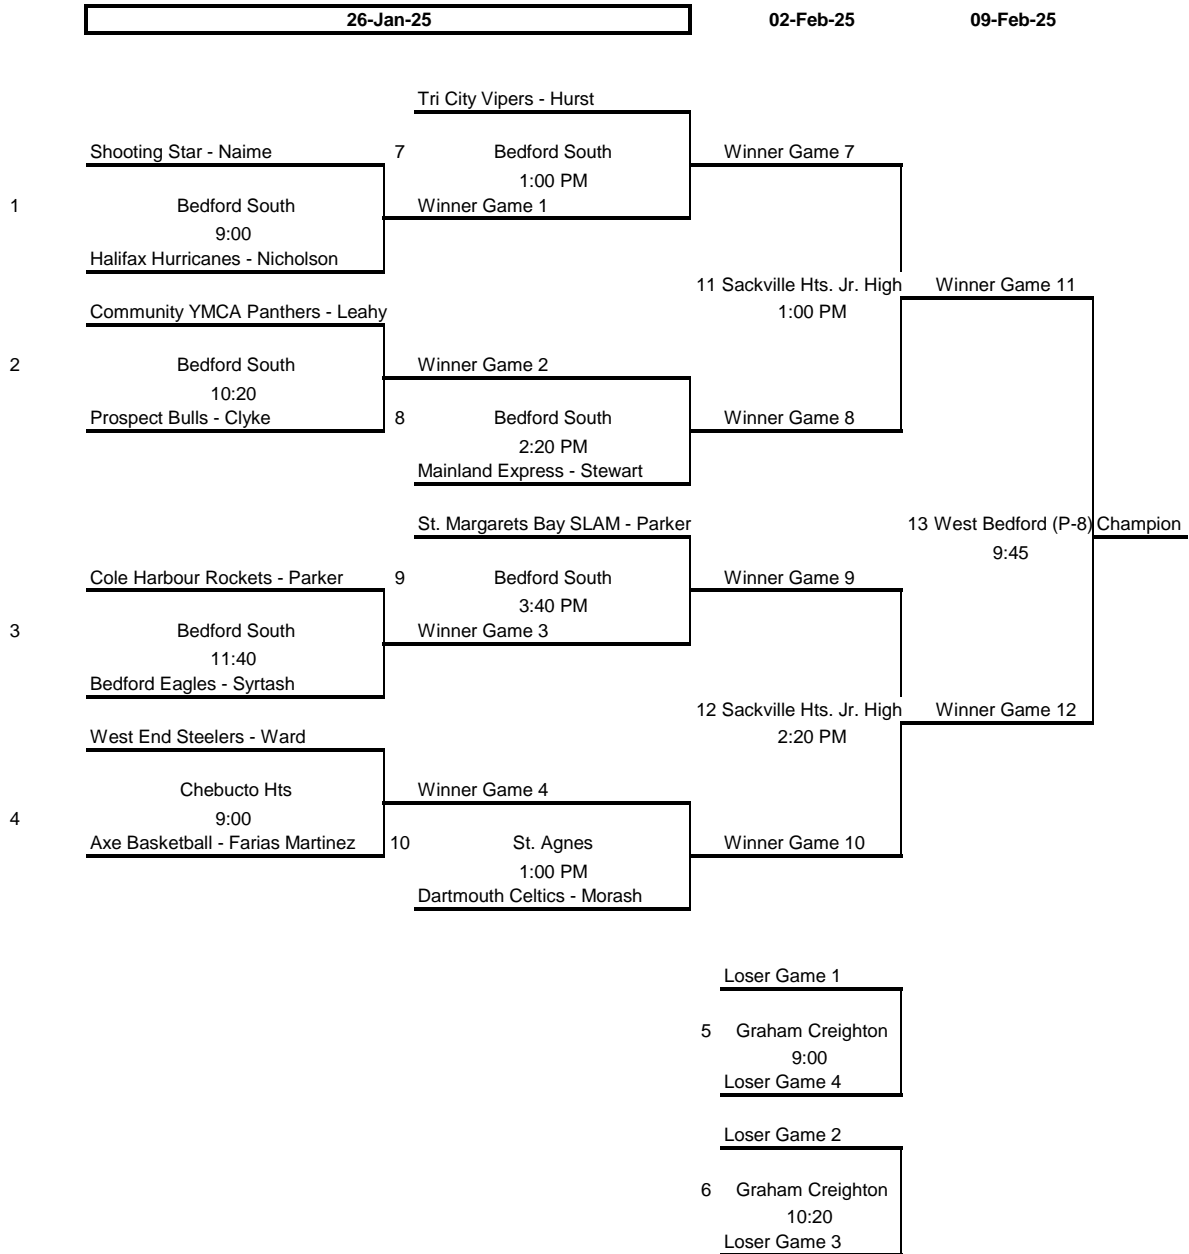 26-Jan-25 02-Feb-25 09-Feb-25
Tri City Vipers - Hurst
Shooting Star - Naime 7 Bedford South Winner Game 7
1:00 PM
1 Bedford South Winner Game 1
9:00
Halifax Hurricanes - Nicholson
11 Sackville Hts. Jr. High Winner Game 11
Community YMCA Panthers - Leahy 1:00 PM
2 Bedford South Winner Game 2
10:20
Prospect Bulls - Clyke 8 Bedford South Winner Game 8
2:20 PM
Mainland Express - Stewart
St. Margarets Bay SLAM - Parker 13 West Bedford (P-8) Champion
9:45
Cole Harbour Rockets - Parker 9 Bedford South Winner Game 9
3:40 PM
3 Bedford South Winner Game 3
11:40
Bedford Eagles - Syrtash
12 Sackville Hts. Jr. High Winner Game 12
West End Steelers - Ward 2:20 PM
Chebucto Hts Winner Game 4
4 9:00
Axe Basketball - Farias Martinez 10 St. Agnes Winner Game 10
1:00 PM
Dartmouth Celtics - Morash
Loser Game 1
5 Graham Creighton
9:00
Loser Game 4
Loser Game 2
6 Graham Creighton
10:20
Loser Game 3